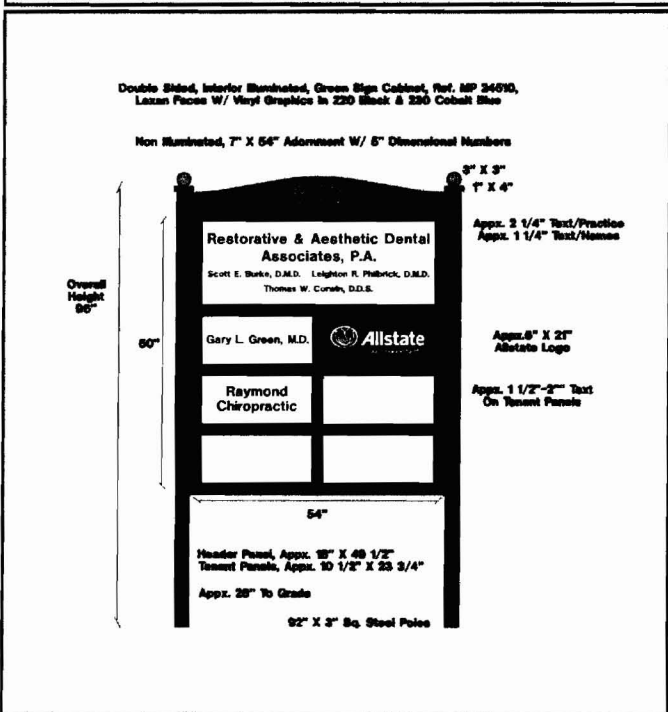 Double Sided, Interior Illuminated, Green Sign Cabinet, Ref. MP 24510,
Lexan Faces W/ Vinyl Graphics in 220 Black & 230 Cobalt Blue
Non Illuminated, 7" X 54" Adornment W/ 5" Dimensional Numbers
3" X 3"
1" X 4"
Appx. 2 1/4" Text/Practice
Appx. 1 1/4" Text/Names
Restorative & Aesthetic Dental
Associates, P.A.
Scott E. Burke, D.M.D. Leighton R. Philbrick, D.M.D.
Thomas W. Corwin, D.D.S.
Overall
Height
96"
60"
Gary L. Green, M.D.
Allstate
Appx. 6" X 21"
Allstate Logo
Raymond
Chiropractic
Appx. 1 1/2"-2"" Text
On Tenant Panels
54"
Header Panel, Appx. 18" X 49 1/2"
Tenant Panels, Appx. 10 1/2" X 23 3/4"
Appx. 28" To Grade
92" X 3" Sq. Steel Poles